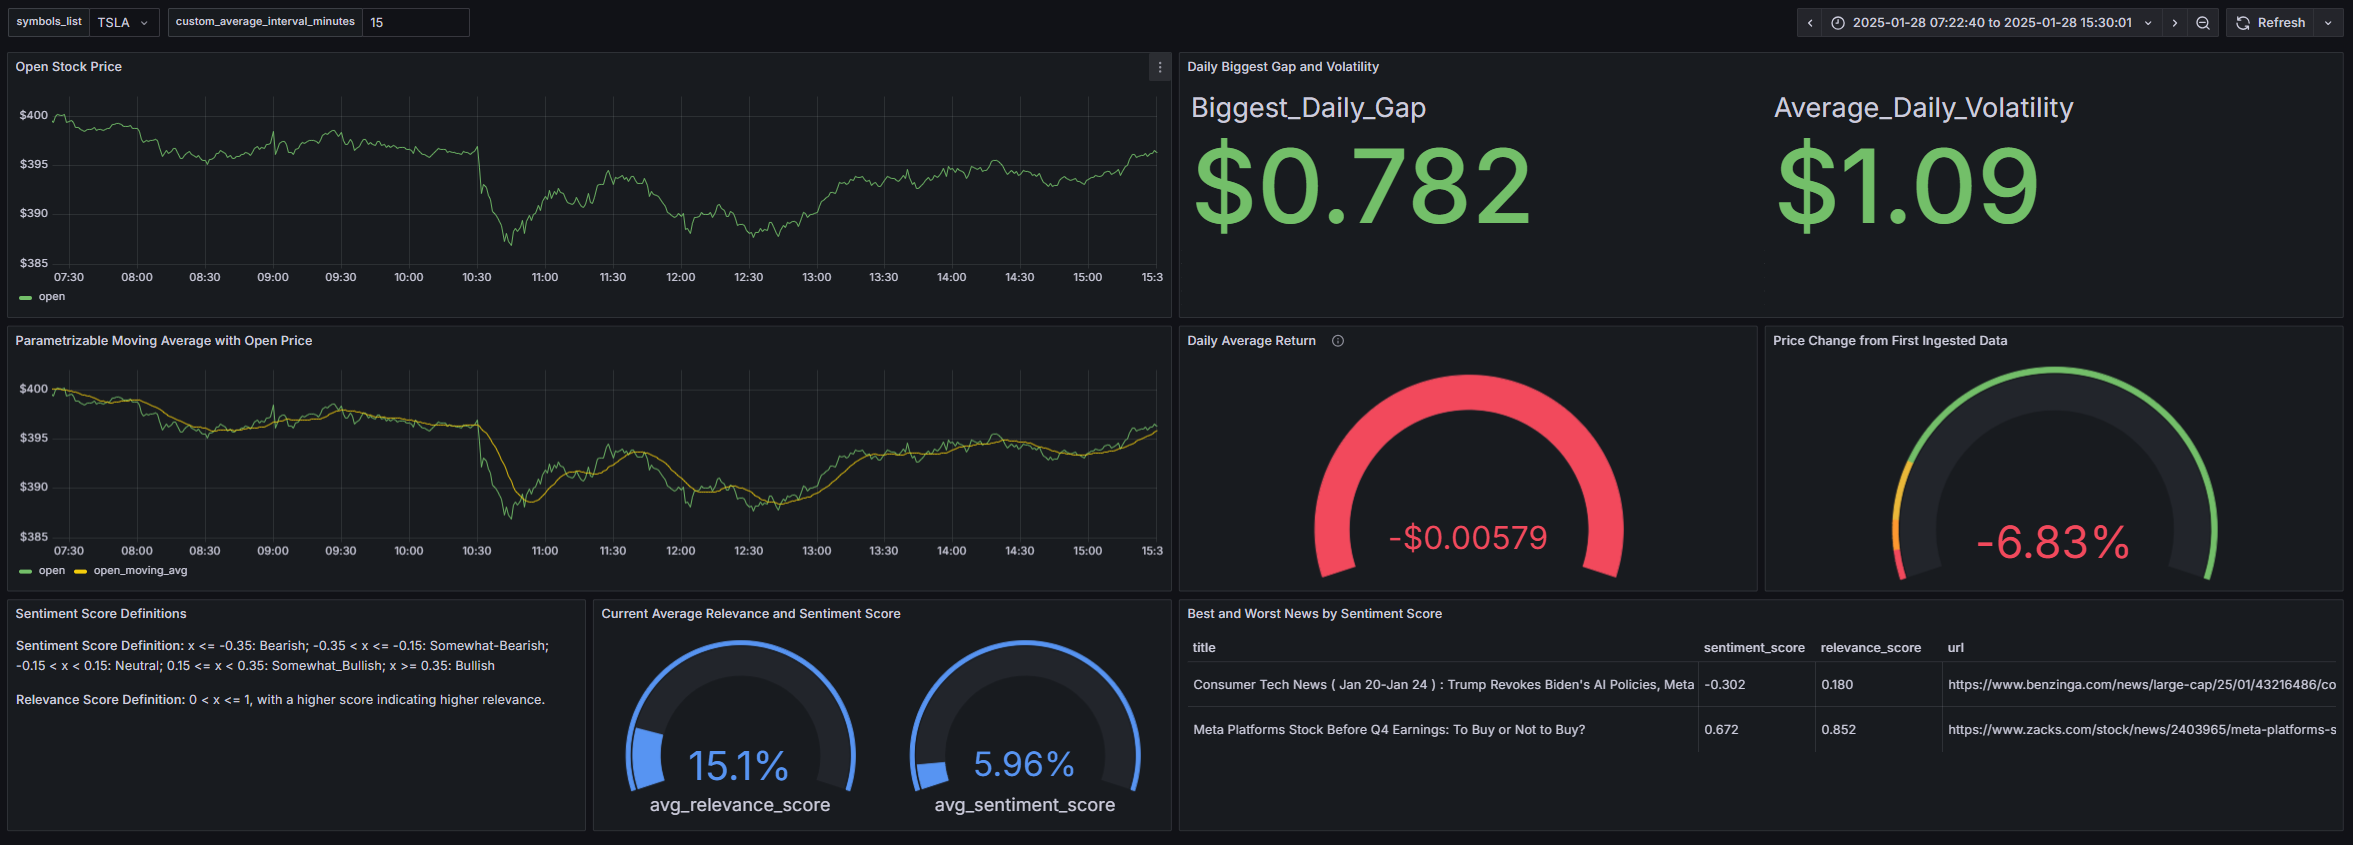 symbols_list TSLA custom_average_interval_minutes 15 2025-01-28 07:22:40 to 2025-01-28 15:30:01 Refresh
Open Stock Price
$400
$395
$390
$385
07:30 08:00 08:30 09:00 09:30 10:00 10:30 11:00 11:30 12:00 12:30 13:00 13:30 14:00 14:30 15:00 15:3
open
Daily Biggest Gap and Volatility
Biggest_Daily_Gap Average_Daily_Volatility
$0.782 $1.09
Parametrizable Moving Average with Open Price
$400
$395
$390
$385
07:30 08:00 08:30 09:00 09:30 10:00 10:30 11:00 11:30 12:00 12:30 13:00 13:30 14:00 14:30 15:00 15:3
open open_moving_avg
Daily Average Return
-$0.00579
Price Change from First Ingested Data
-6.83%
Sentiment Score Definitions
Sentiment Score Definition: x <= -0.35: Bearish; -0.35 < x <= -0.15: Somewhat-Bearish;
-0.15 < x < 0.15: Neutral; 0.15 <= x < 0.35: Somewhat_Bullish; x >= 0.35: Bullish
Relevance Score Definition: 0 < x <= 1, with a higher score indicating higher relevance.
Current Average Relevance and Sentiment Score
15.1% 5.96%
avg_relevance_score avg_sentiment_score
Best and Worst News by Sentiment Score
title sentiment_score relevance_score url
Consumer Tech News ( Jan 20-Jan 24 ) : Trump Revokes Biden's AI Policies, Meta -0.302 0.180 https://www.benzinga.com/news/large-cap/25/01/43216486/co
Meta Platforms Stock Before Q4 Earnings: To Buy or Not to Buy? 0.672 0.852 https://www.zacks.com/stock/news/2403965/meta-platforms-s